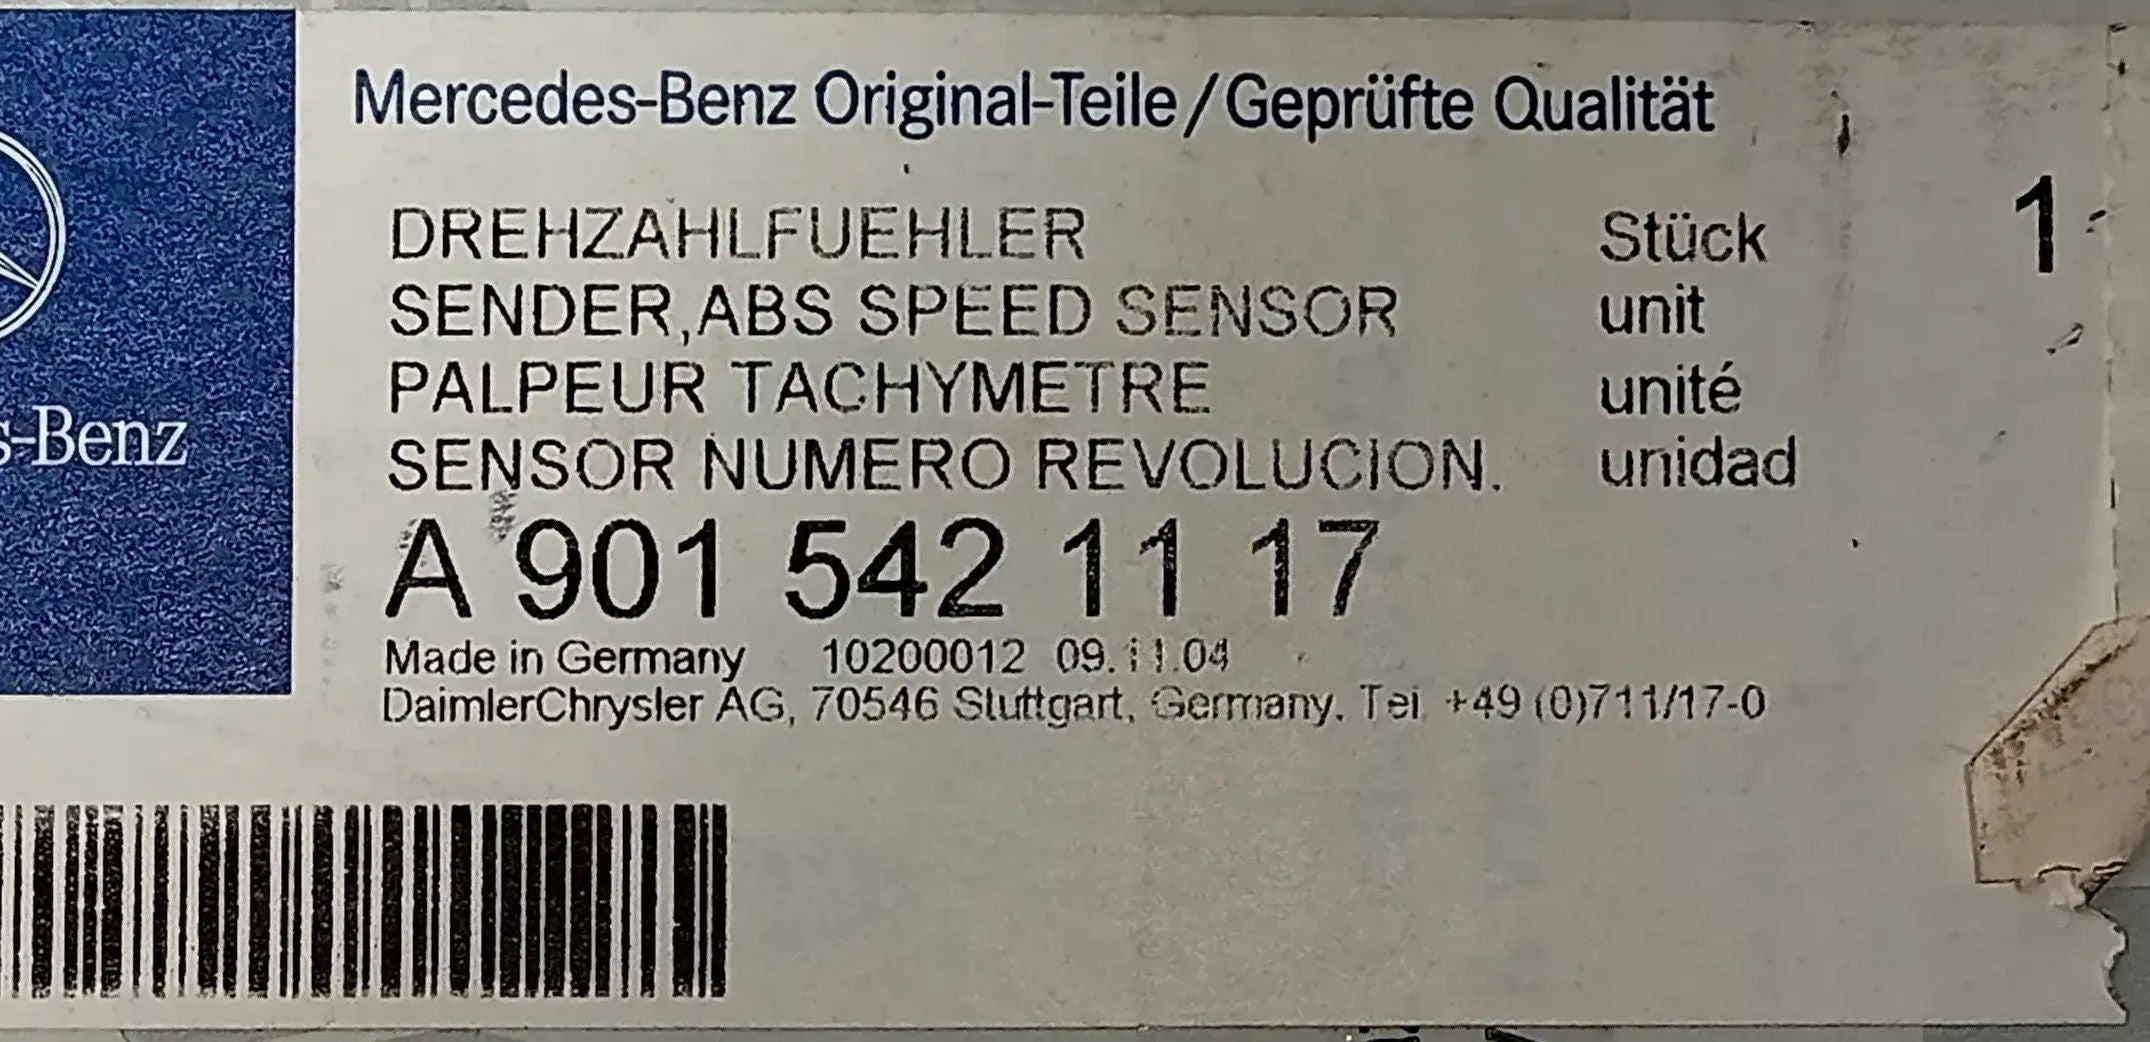 Mercedes-Benz Original-Teile/Geprüfte Qualität
DREHZAHLFUEHLER Stück 1
SENDER,ABS SPEED SENSOR unit
PALPEUR TACHYMETRE unité
s-Benz
SENSOR NUMERO REVOLUCION. unidad
A 901 542 11 17
Made in Germany 10200012 09.11.04
DaimlerChrysler AG, 70546 Stuttgart, Germany. Tel +49 (0)711/17-0